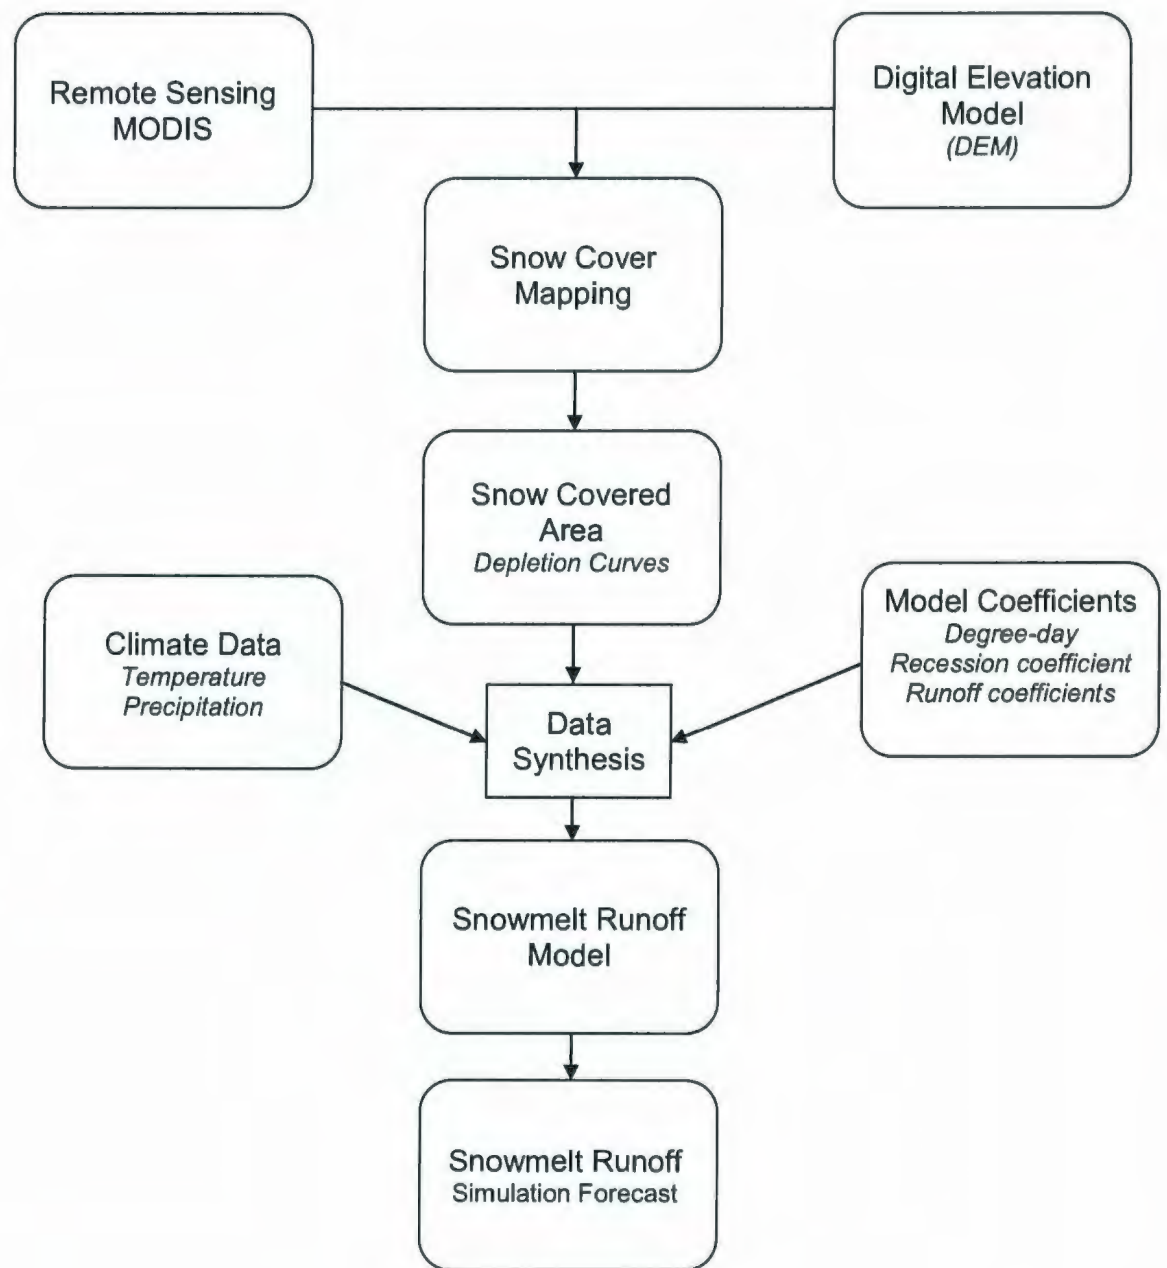 Remote Sensing
MODIS
Digital Elevation
Model
(DEM)
Snow Cover
Mapping
Snow Covered
Area
Depletion Curves
Climate Data
Temperature
Precipitation
Model Coefficients
Degree-day
Recession coefficient
Runoff coefficients
Data
Synthesis
Snowmelt Runoff
Model
Snowmelt Runoff
Simulation Forecast